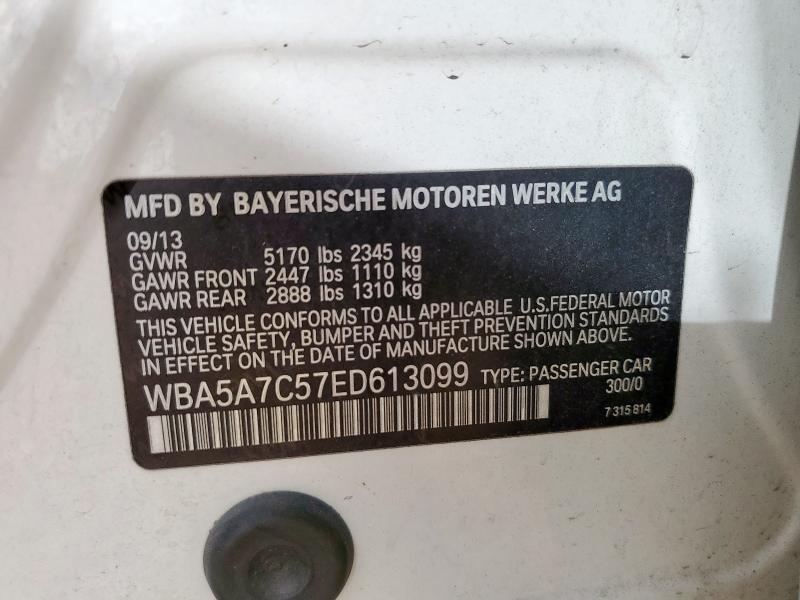 MFD BY BAYERISCHE MOTOREN WERKE AG
09/13
GVWR 5170 lbs 2345 kg
GAWR FRONT 2447 lbs 1110 kg
GAWR REAR 2888 lbs 1310 kg
THIS VEHICLE CONFORMS TO ALL APPLICABLE U.S.FEDERAL MOTOR
VEHICLE SAFETY, BUMPER AND THEFT PREVENTION STANDARDS
IN EFFECT ON THE DATE OF MANUFACTURE SHOWN ABOVE.
WBA5A7C57ED613099 TYPE: PASSENGER CAR
300/0
7 315 814